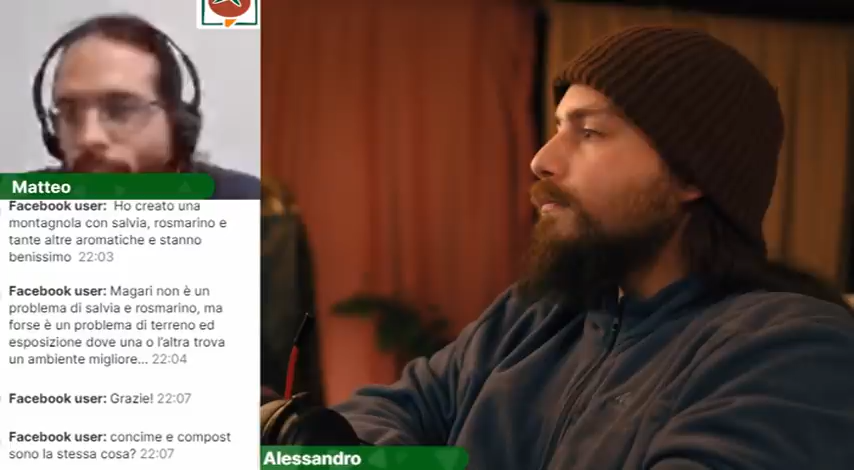 Matteo
Facebook user: Ho creato una
montagnola con salvia, rosmarino e
tante altre aromatiche e stanno
benissimo 22:03
Facebook user: Magari non è un
problema di salvia e rosmarino, ma
forse è un problema di terreno ed
esposizione dove una o l'altra trova
un ambiente migliore... 22:04
Facebook user: Grazie! 22:07
Facebook user: concime e compost
sono la stessa cosa? 22:07
Alessandro